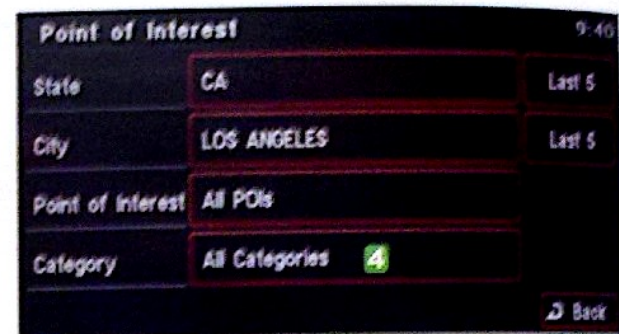 Point of Interest 9:40
State CA Last 5
City LOS ANGELES Last 5
Point of Interest All POIs
Category All Categories 4
Back